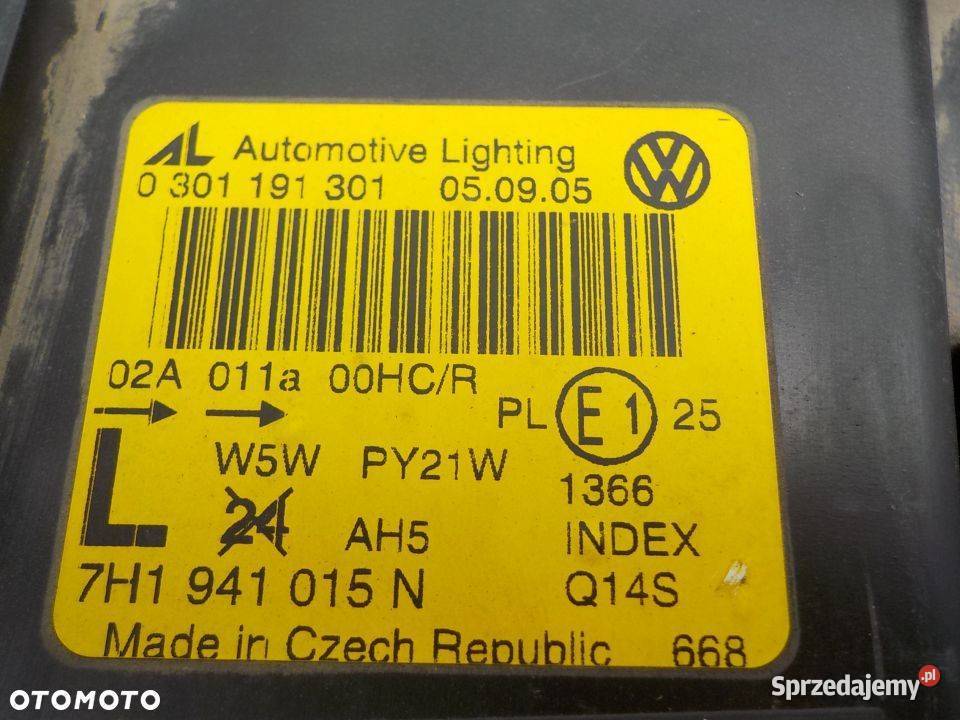 AL Automotive Lighting
0 301 191 301 05.09.05
02A 011a 00HC/R
PL E1 25
L W5W PY21W
1366
24 AH5 INDEX
7H1 941 015 N Q14S
Made in Czech Republic 668
OTOMOTO
Sprzedajemy.pl